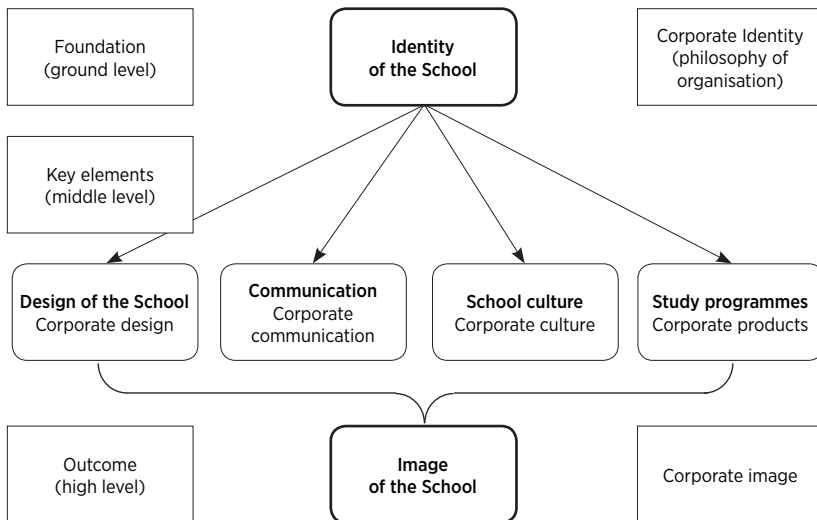 Foundation
(ground level)
Identity
of the School
Corporate Identity
(philosophy of
organisation)
Key elements
(middle level)
Design of the School
Corporate design
Communication
Corporate
communication
School culture
Corporate culture
Study programmes
Corporate products
Outcome
(high level)
Image
of the School
Corporate image